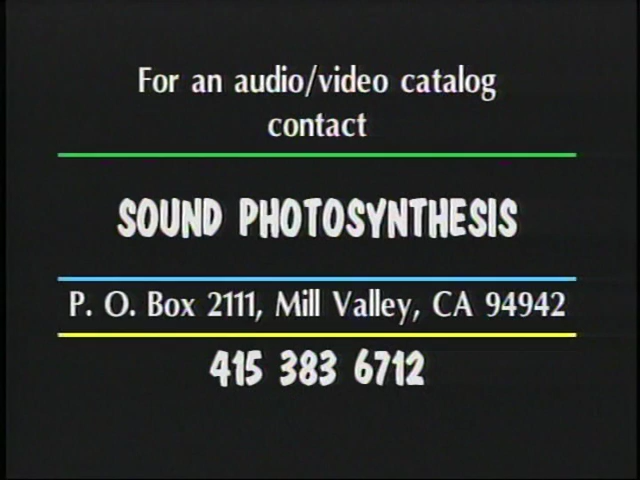 For an audio/video catalog
contact
SOUND PHOTOSYNTHESIS
P. O. Box 2111, Mill Valley, CA 94942
415 383 6712